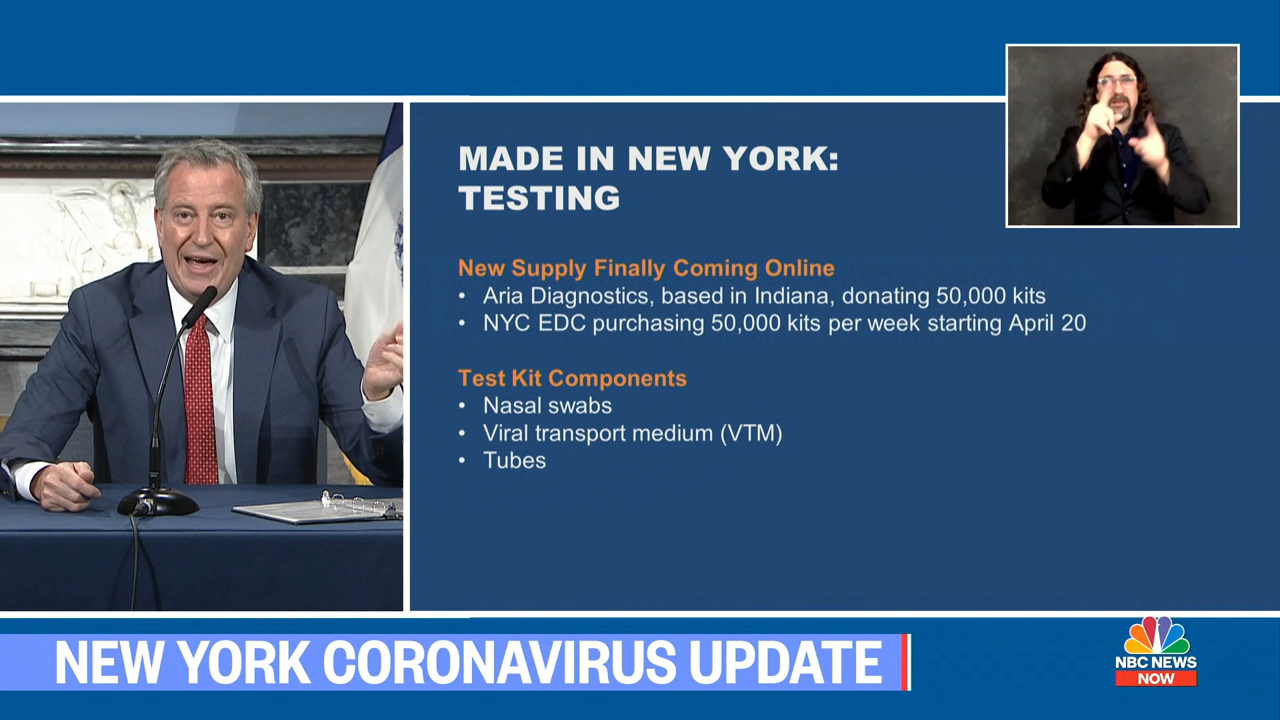 MADE IN NEW YORK:
TESTING
New Supply Finally Coming Online
• Aria Diagnostics, based in Indiana, donating 50,000 kits
• NYC EDC purchasing 50,000 kits per week starting April 20
Test Kit Components
• Nasal swabs
• Viral transport medium (VTM)
• Tubes
NEW YORK CORONAVIRUS UPDATE
NBC NEWS
NOW